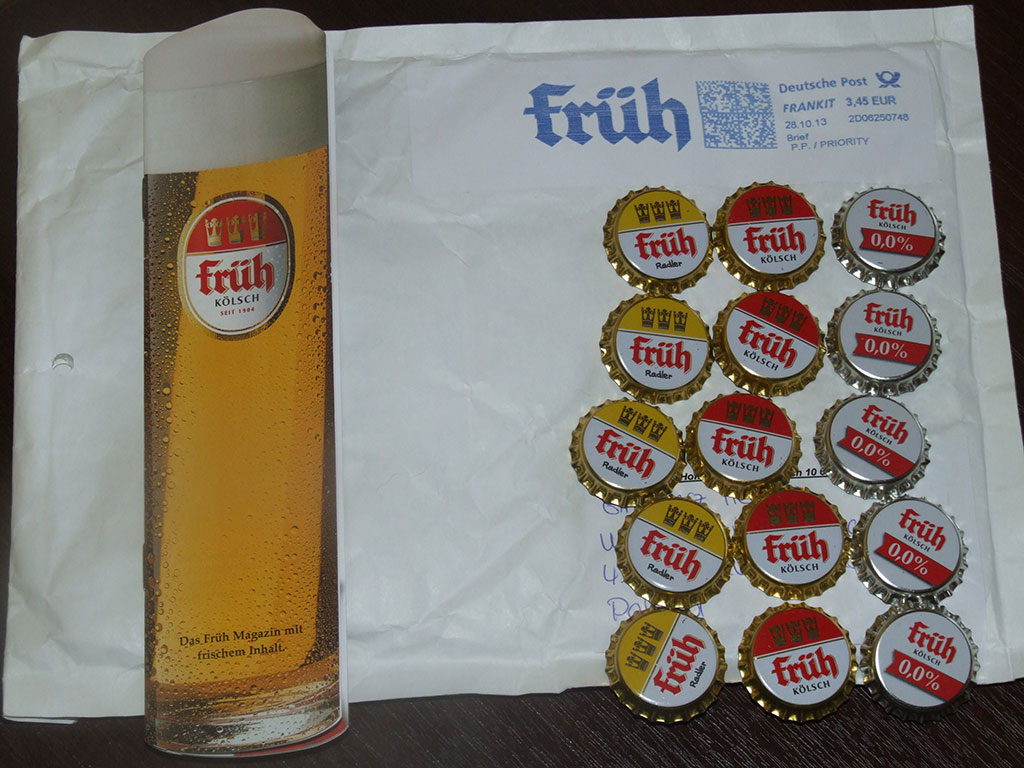 früh
Deutsche Post
FRANKIT 3,45 EUR
28.10.13 2D06250748
Brief
P.P. / PRIORITY
früh
KÖLSCH
SEIT 1904
Das Früh Magazin mit
frischem Inhalt.
früh
Radler
früh
KÖLSCH
früh
KÖLSCH
0,0%
früh
Radler
früh
KÖLSCH
früh
KÖLSCH
0,0%
früh
Radler
früh
KÖLSCH
früh
KÖLSCH
0,0%
früh
Radler
früh
KÖLSCH
früh
KÖLSCH
0,0%
früh
Radler
früh
KÖLSCH
früh
KÖLSCH
0,0%